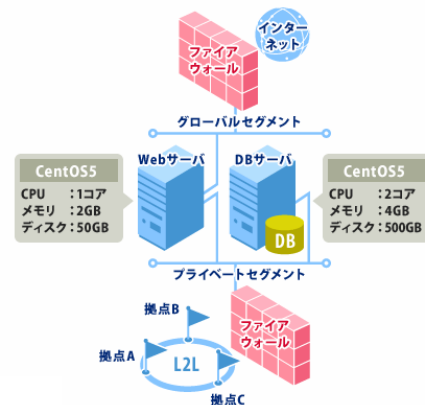 インター
ネット
ファイア
ウォール
グローバルセグメント
CentOS5
CPU :1コア
メモリ :2GB
ディスク:50GB
Webサーバ
DBサーバ
DB
CentOS5
CPU :2コア
メモリ :4GB
ディスク:500GB
プライベートセグメント
拠点B
ファイア
ウォール
拠点A
L2L
拠点C